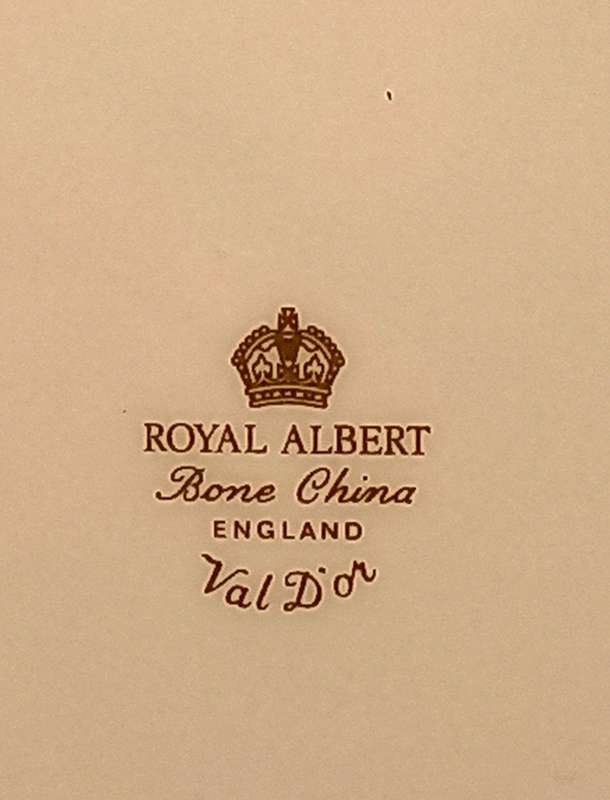 ROYAL ALBERT
Bone China
ENGLAND
Val D'or